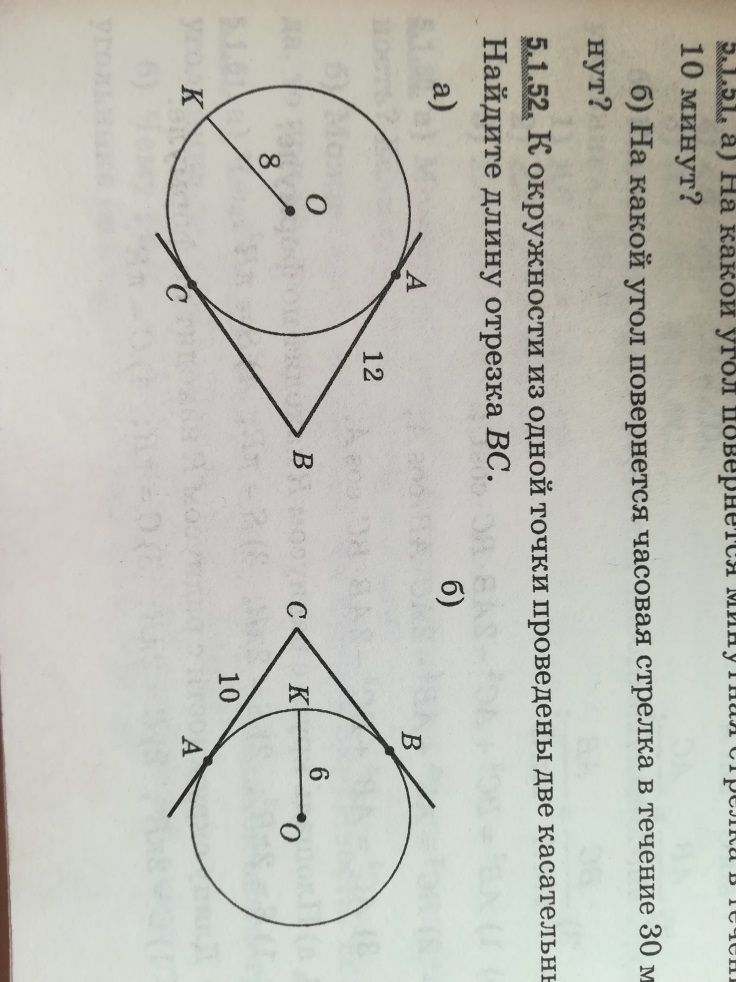 5.1.51. а) На какой угол повернется минутная стрелка в
10 минут?
б) На какой угол повернется часовая стрелка в течение 30 м
нут?
5.1.52. К окружности из одной точки проведены две касательн
Найдите длину отрезка BC.
а)
б)
K
8
O
A
C
12
B
B
C
K
6
10
O
A